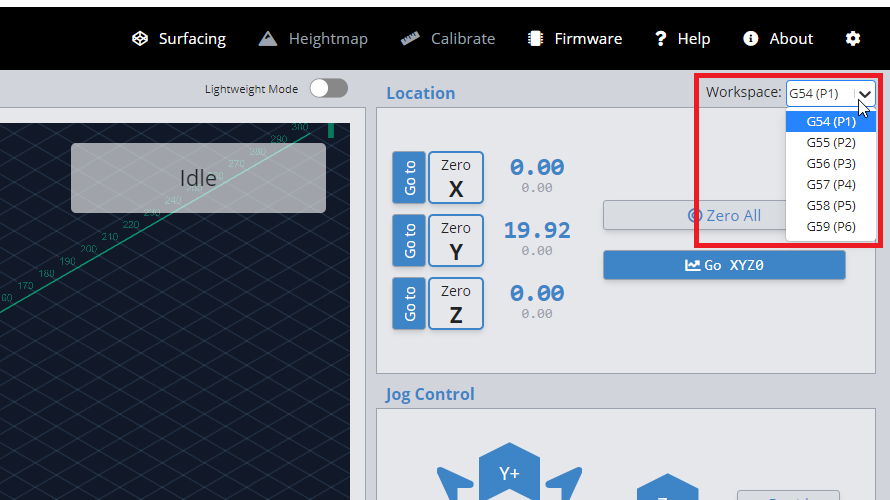 Surfacing Heightmap Calibrate Firmware Help About
Lightweight Mode
Location
Workspace: G54 (P1)
G54 (P1)
G55 (P2)
G56 (P3)
G57 (P4)
G58 (P5)
G59 (P6)
Idle
300
290
280
270
260
250
240
230
220
210
200
190
180
170
Go to
Zero
X
0.00
0.00
Go to
Zero
Y
19.92
0.00
Go to
Zero
Z
0.00
0.00
Zero All
Go XYZ0
Jog Control
Y+